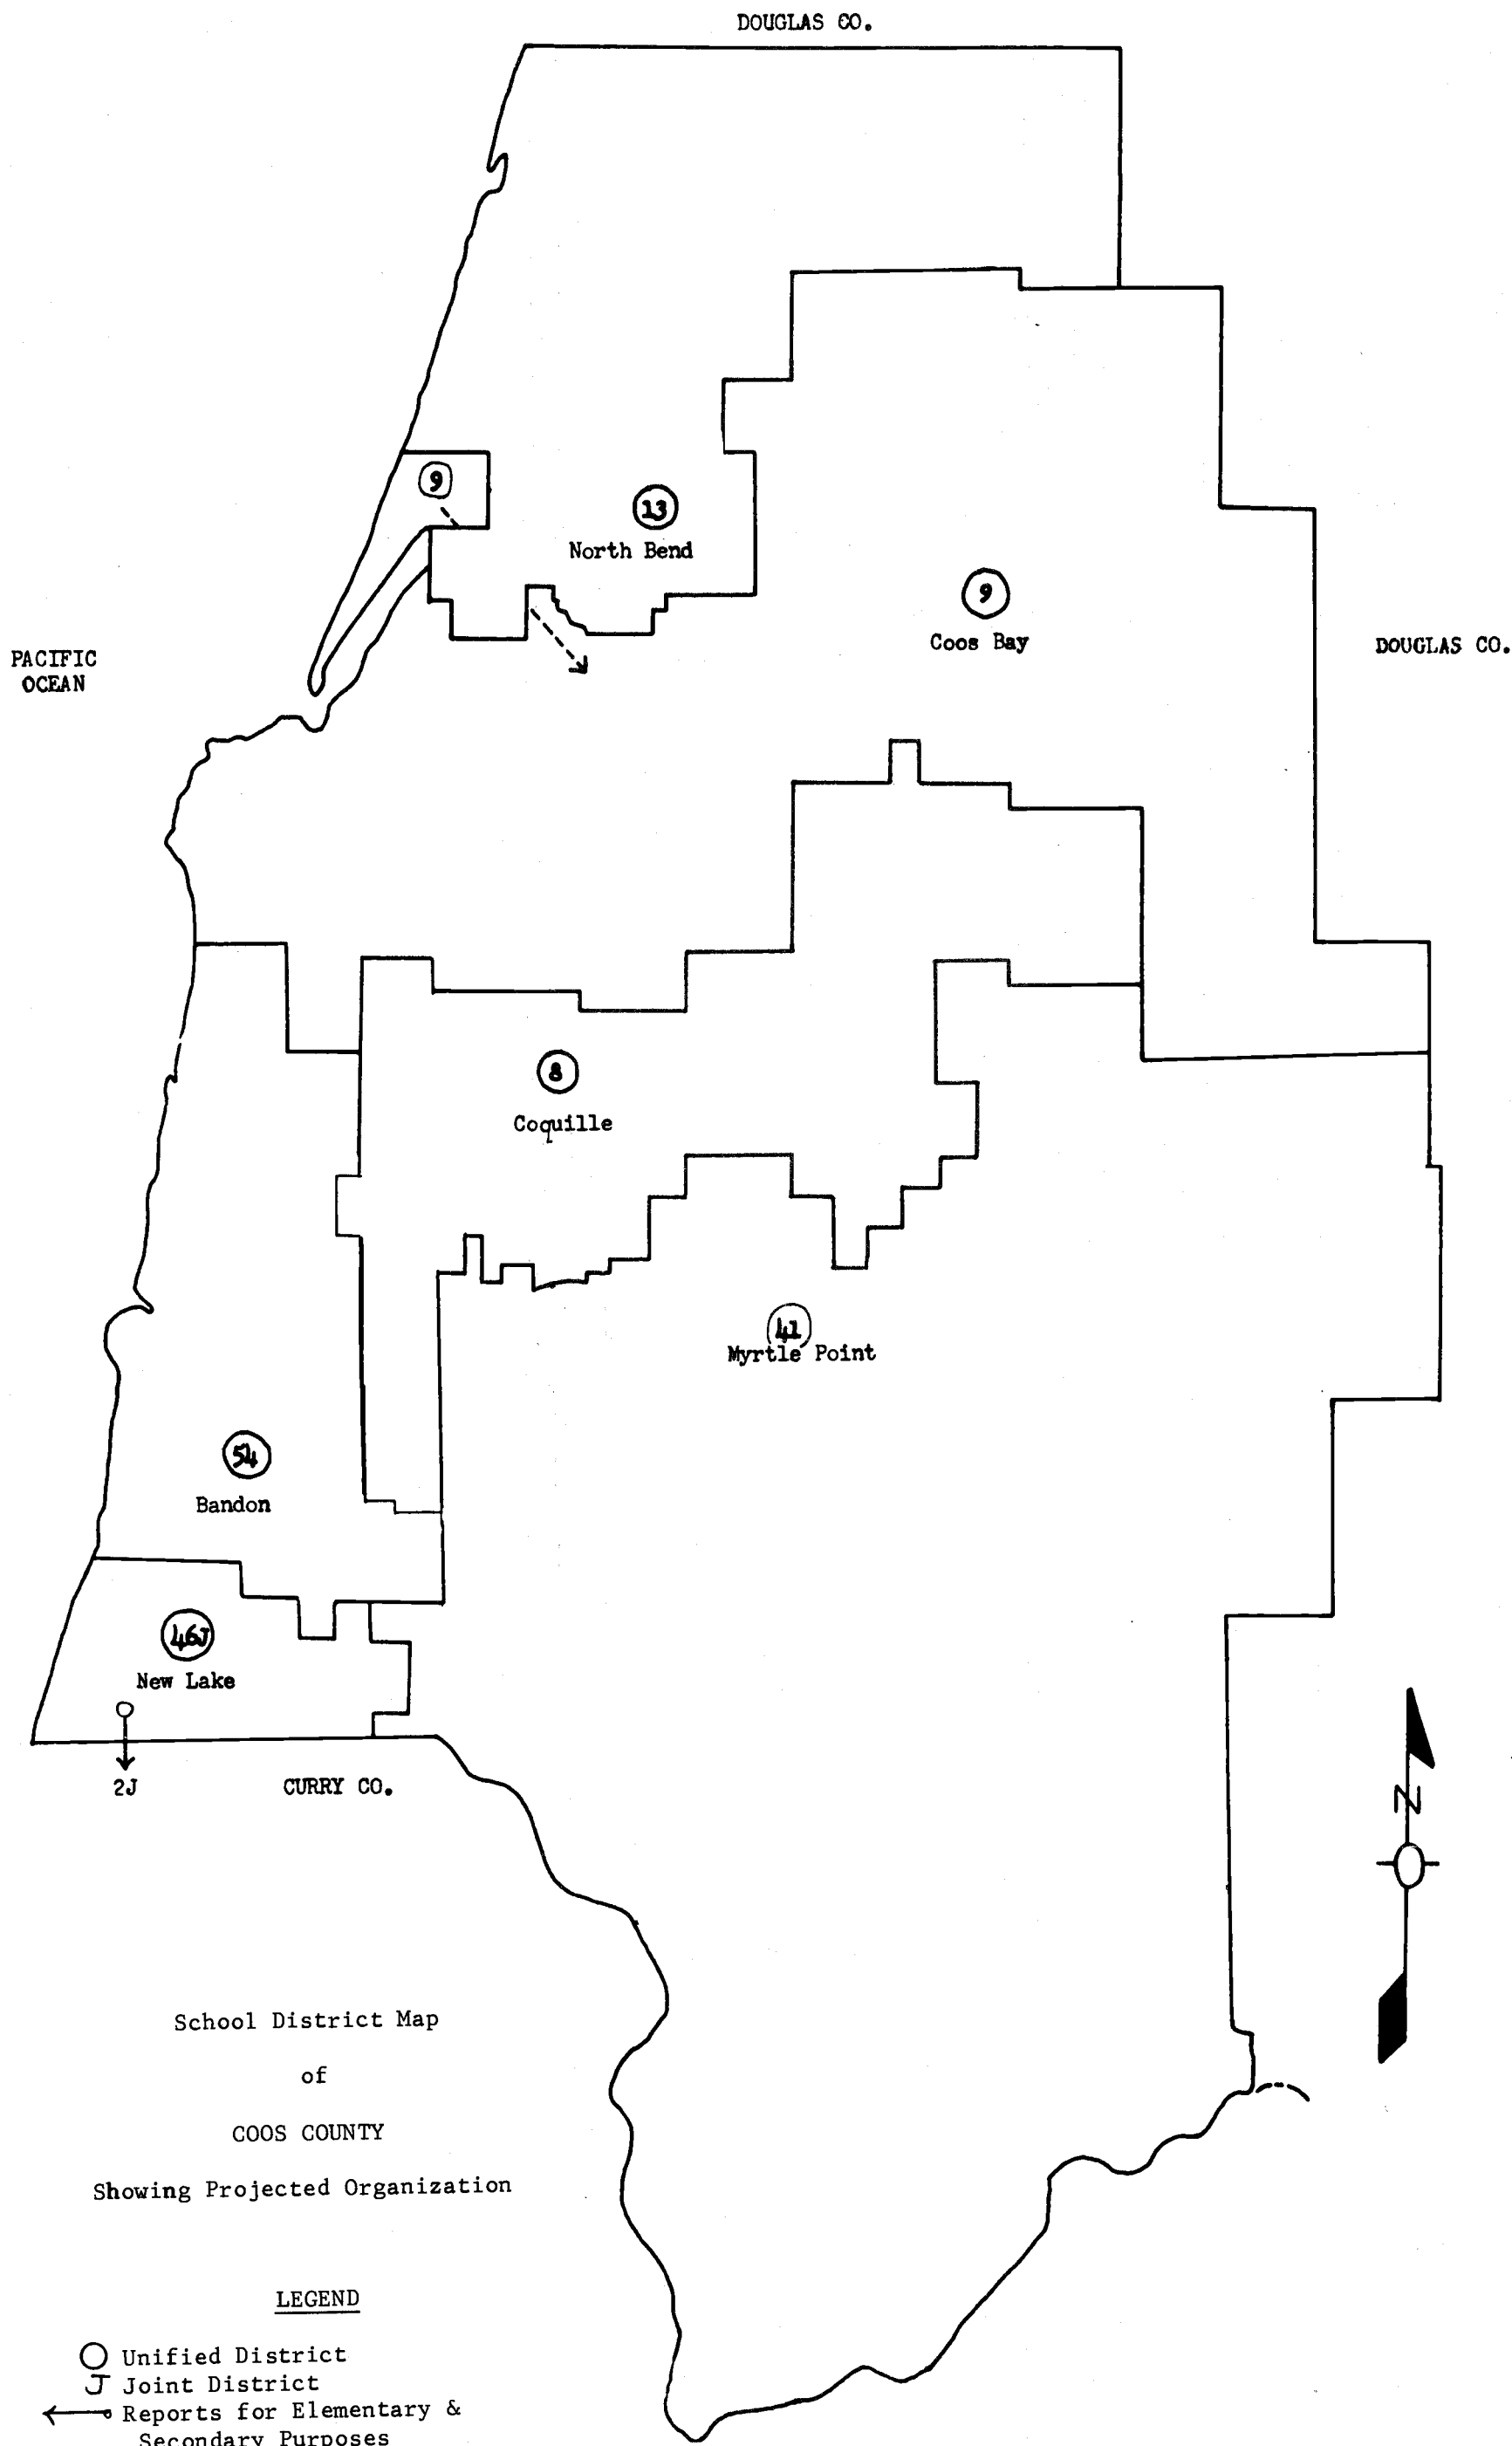 DOUGLAS CO.
9
13
North Bend
9
Coos Bay
PACIFIC
OCEAN
DOUGLAS CO.
8
Coquille
41
Myrtle Point
54
Bandon
46J
New Lake
2J
CURRY CO.
N
School District Map
of
COOS COUNTY
Showing Projected Organization
LEGEND
Unified District
J Joint District
Reports for Elementary &
Secondary Purposes